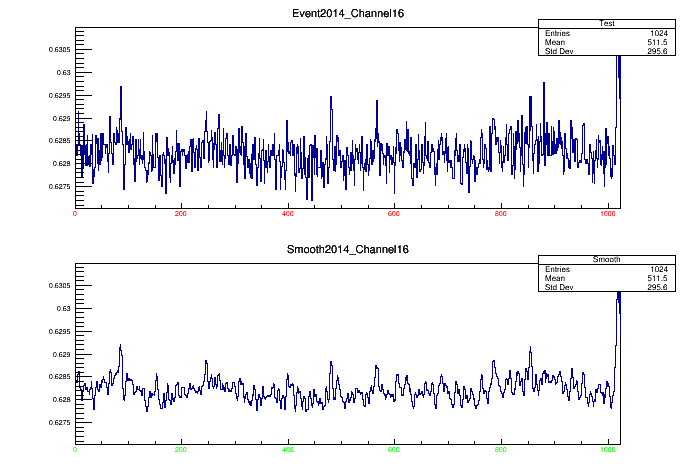 Event2014_Channel16
Test
Entries 1024
Mean 511.5
Std Dev 295.6
0.6305
0.63
0.6295
0.629
0.6285
0.628
0.6275
0 200 400 600 800 1000
Smooth2014_Channel16
Smooth
Entries 1024
Mean 511.5
Std Dev 295.6
0.6305
0.63
0.6295
0.629
0.6285
0.628
0.6275
0 200 400 600 800 1000